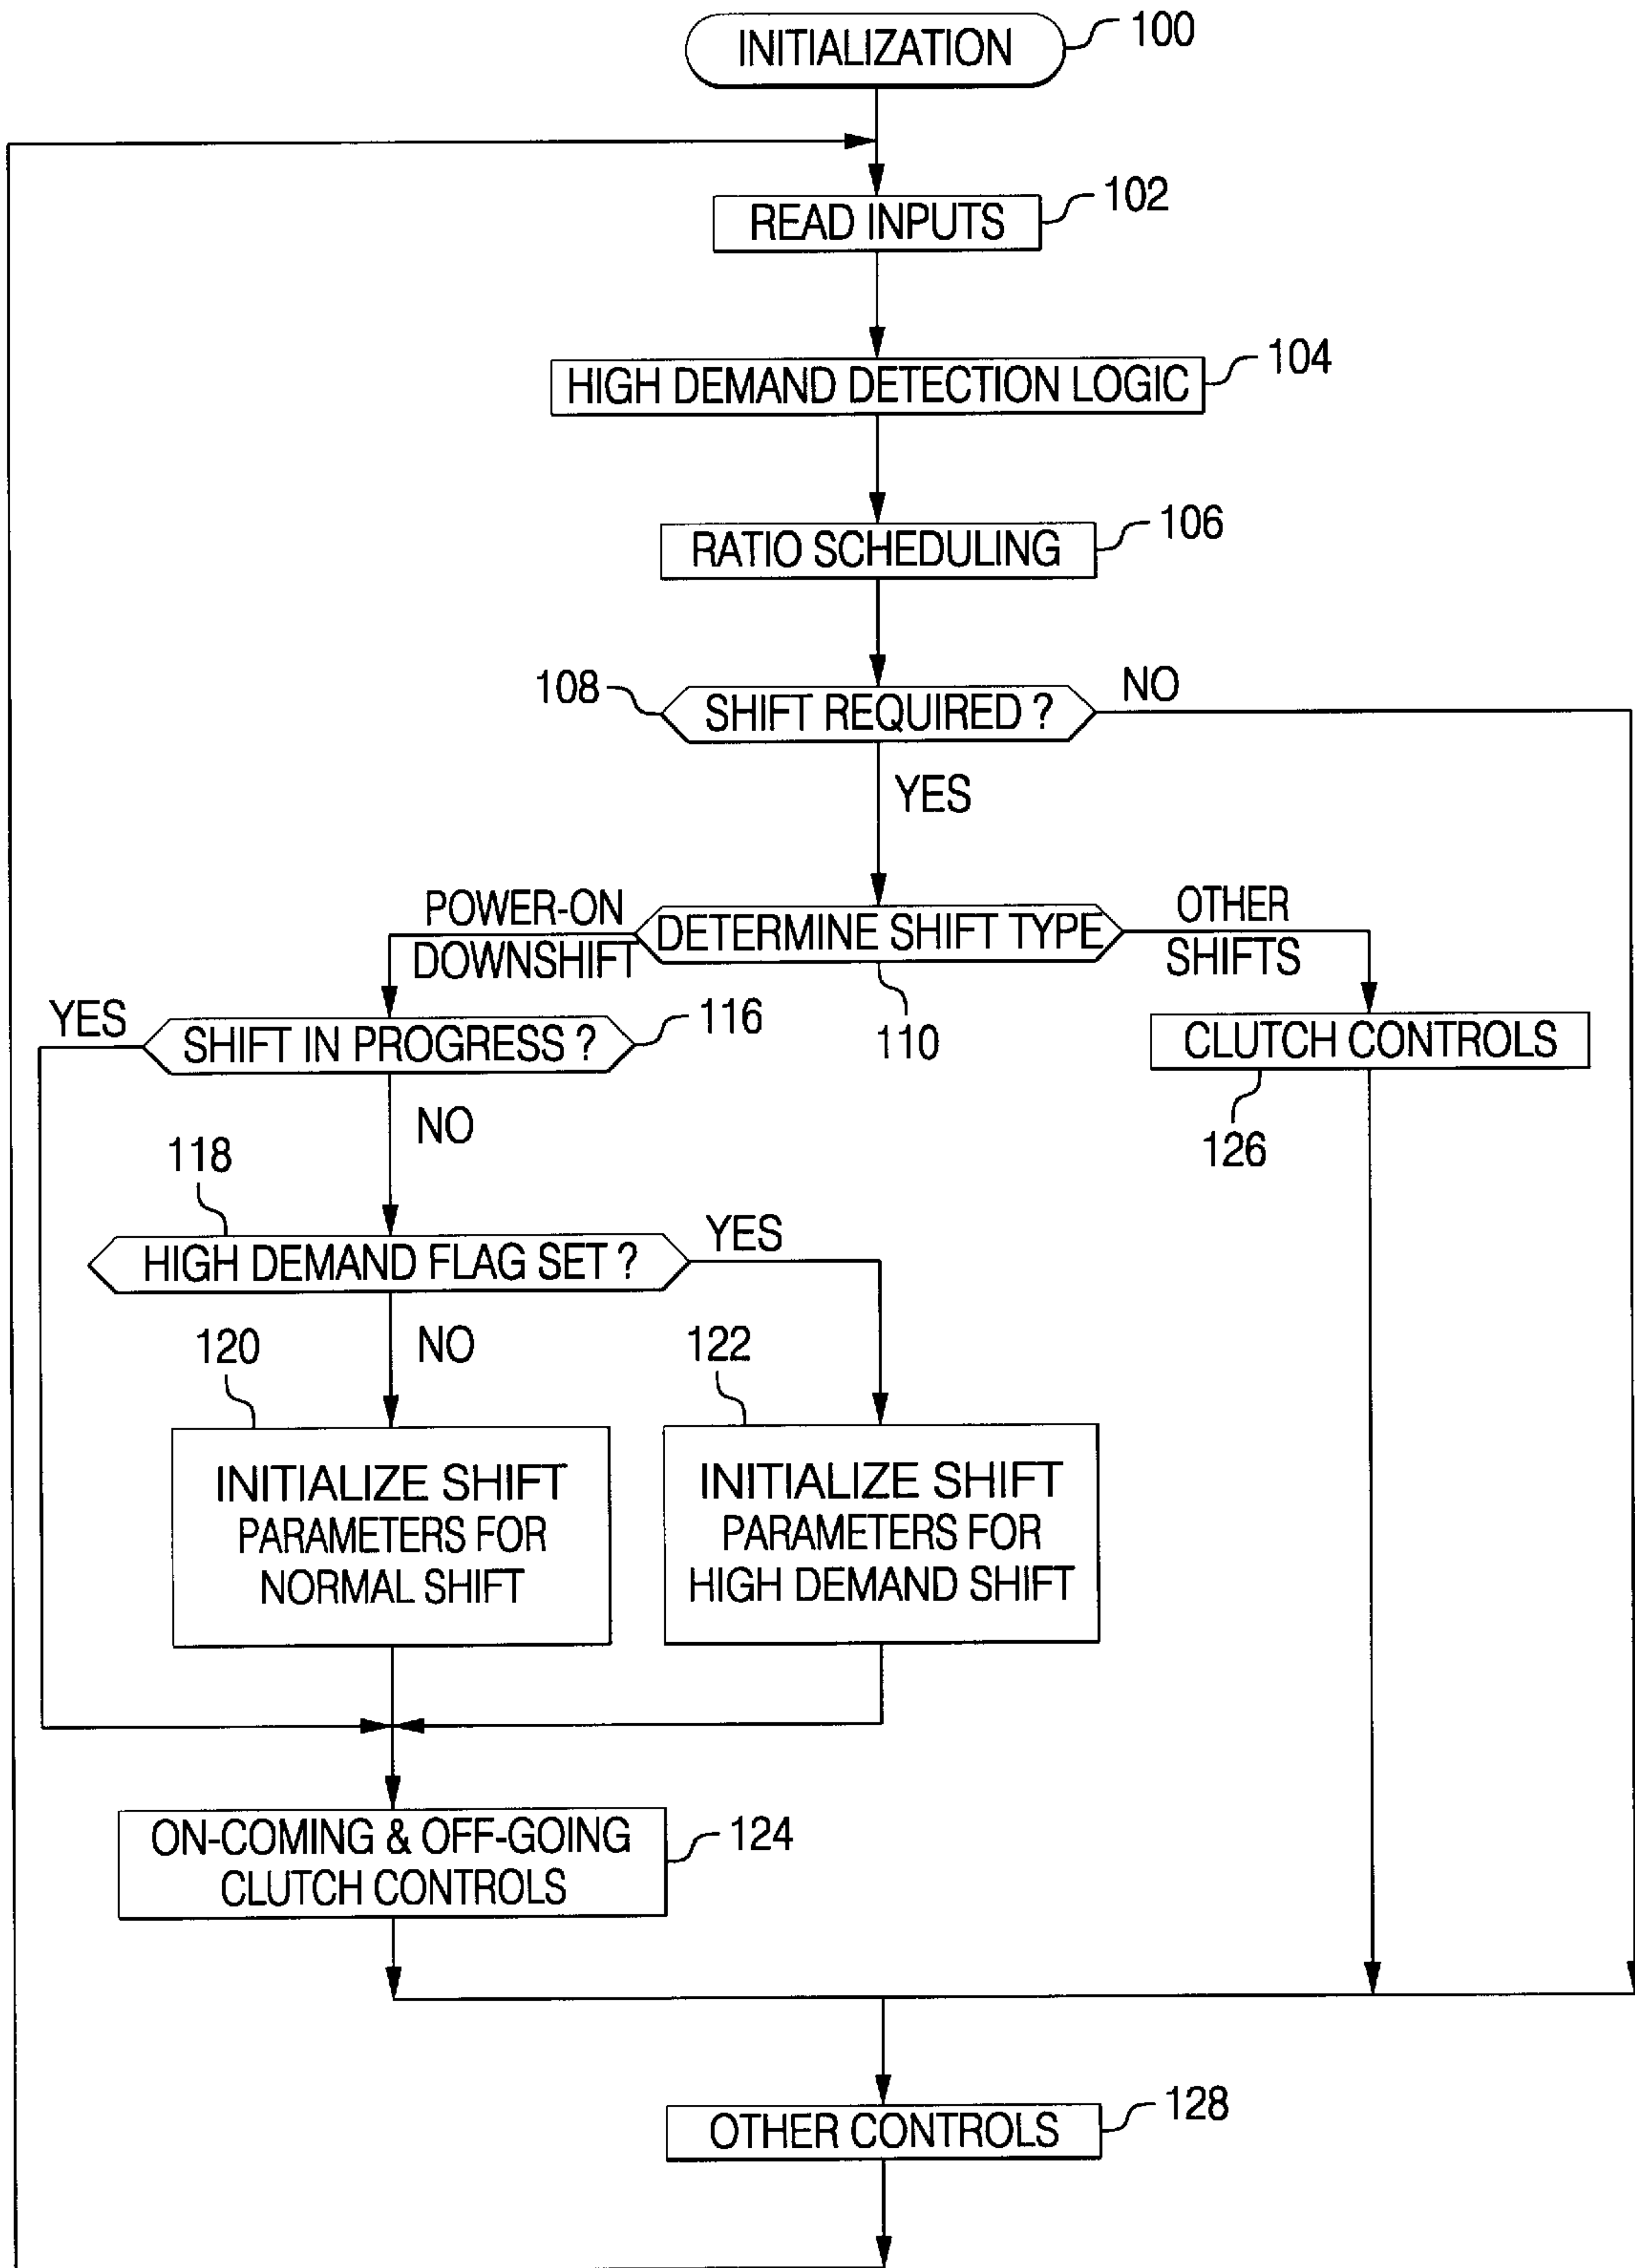 INITIALIZATION
100
READ INPUTS
102
HIGH DEMAND DETECTION LOGIC
104
RATIO SCHEDULING
106
108
SHIFT REQUIRED ?
NO
YES
POWER-ON
DOWNSHIFT
DETERMINE SHIFT TYPE
110
OTHER
SHIFTS
YES
SHIFT IN PROGRESS ?
116
CLUTCH CONTROLS
126
NO
118
HIGH DEMAND FLAG SET ?
YES
NO
120
INITIALIZE SHIFT
PARAMETERS FOR
NORMAL SHIFT
122
INITIALIZE SHIFT
PARAMETERS FOR
HIGH DEMAND SHIFT
ON-COMING & OFF-GOING
CLUTCH CONTROLS
124
OTHER CONTROLS
128